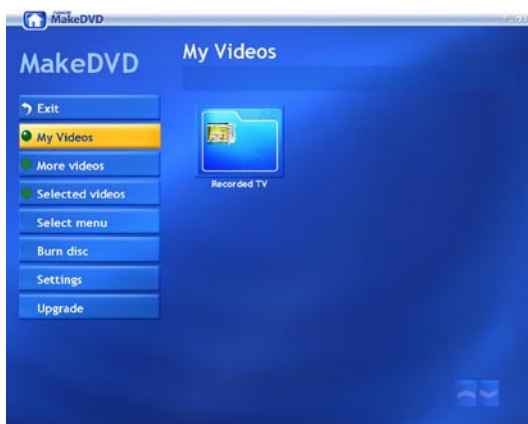 MakeDVD
MakeDVD
My Videos
Exit
My Videos
More videos
Selected videos
Select menu
Burn disc
Settings
Upgrade
Recorded TV